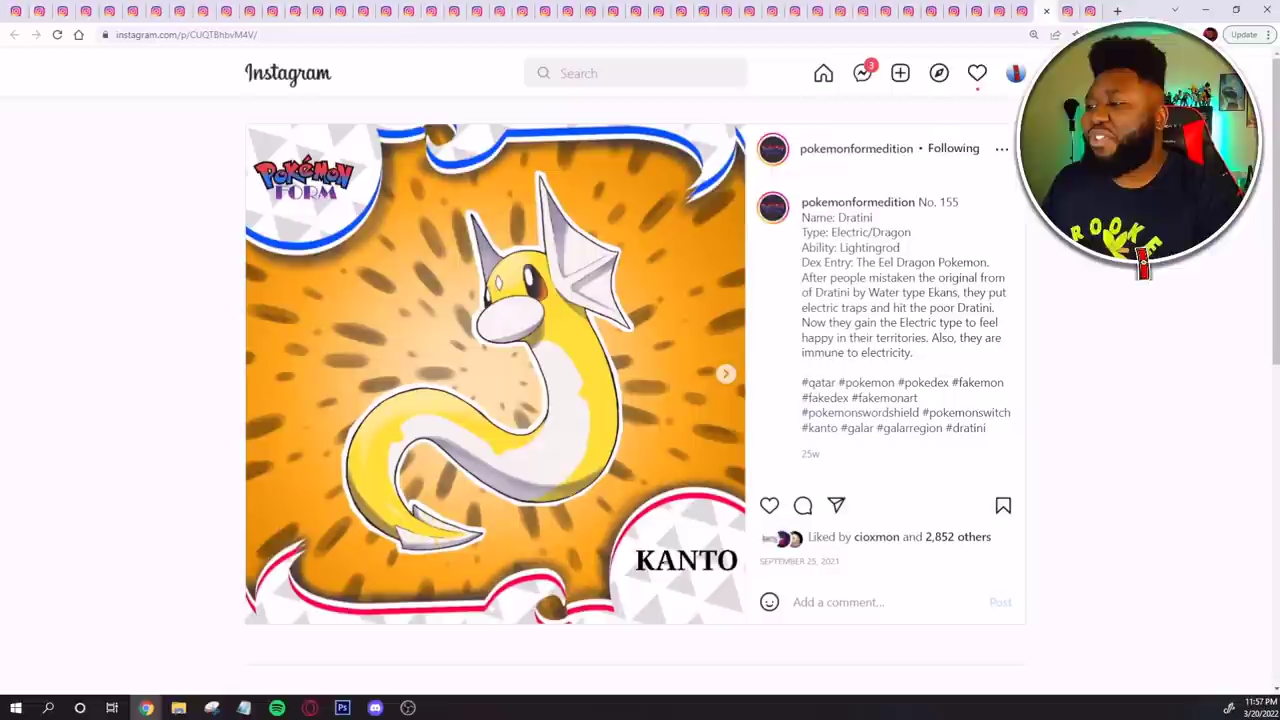 Update
instagram.com/p/CUQTBhbvM4V/
Instagram
Search
3
POKéMON
FORM
KANTO
pokemonformedition • Following
pokemonformedition No. 155
Name: Dratini
Type: Electric/Dragon
Ability: Lightingrod
Dex Entry: The Eel Dragon Pokemon.
After people mistaken the original from
of Dratini by Water type Ekans, they put
electric traps and hit the poor Dratini.
Now they gain the Electric type to feel
happy in their territories. Also, they are
immune to electricity.
#qatar #pokemon #pokedex #fakemon
#fakedex #fakemonart
#pokemonswordshield #pokemonswitch
#kanto #galar #galarregion #dratini
25w
Liked by cioxmon and 2,852 others
SEPTEMBER 25, 2021
Add a comment...
Post
ROOKE
11:57 PM
3/20/2022